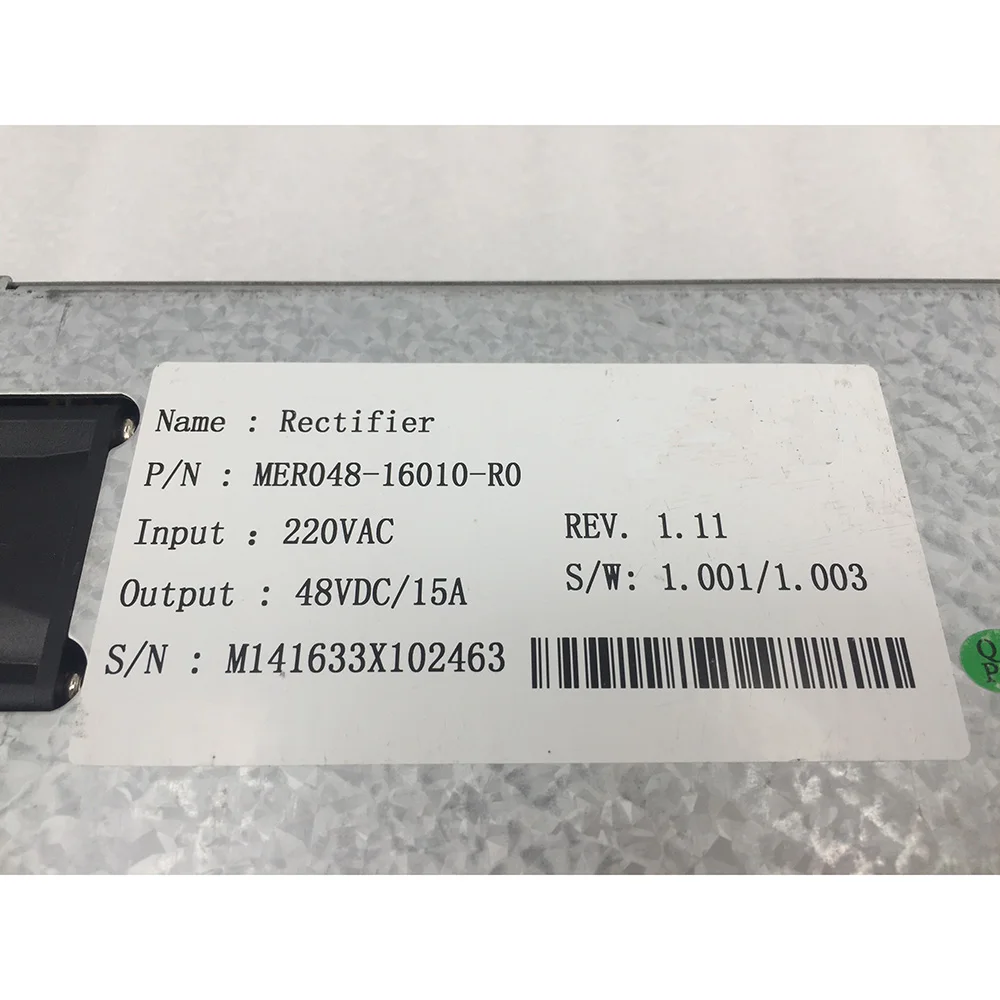 Name : Rectifier
P/N : MER048-16010-R0
Input : 220VAC
REV. 1.11
Output : 48VDC/15A
S/W: 1.001/1.003
S/N : M141633X102463